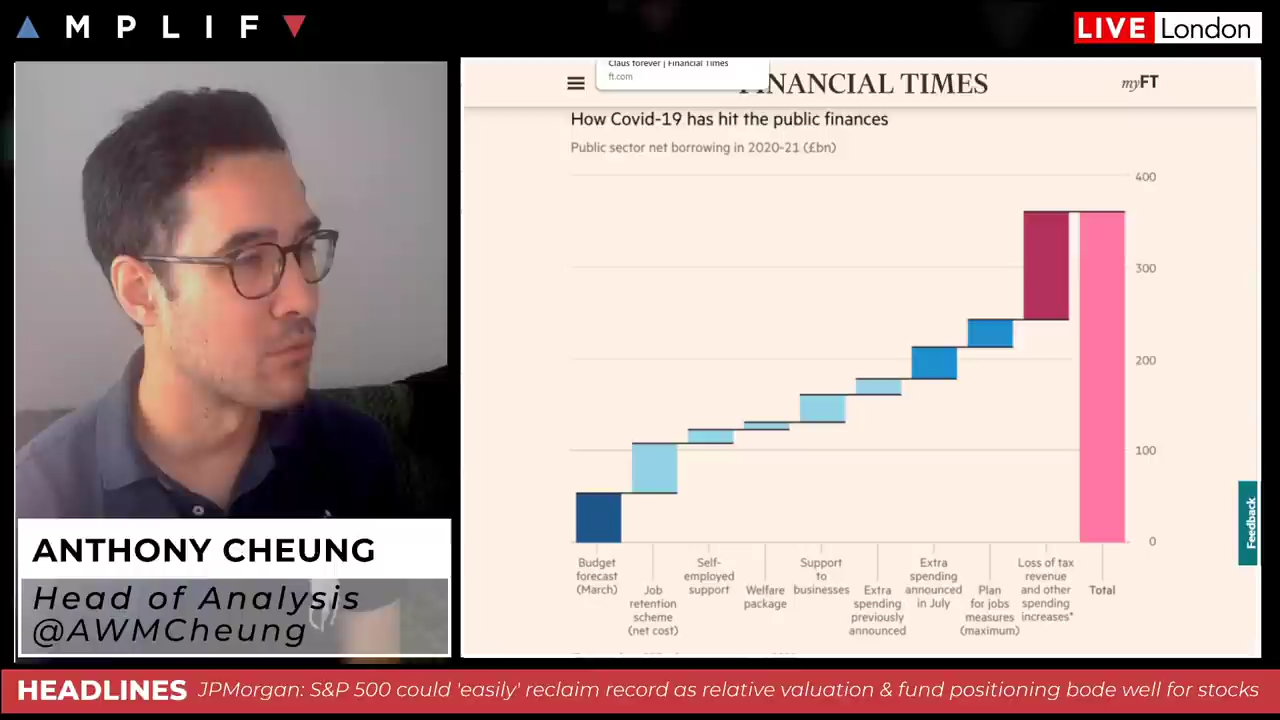 ▲ M P L I F ▼
LIVE London
Claus forever | Financial Times
ft.com
FINANCIAL TIMES
myFT
How Covid-19 has hit the public finances
Public sector net borrowing in 2020-21 (£bn)
400
300
200
100
0
Budget
forecast
(March)
Job
retention
scheme
(net cost)
Self-
employed
support
Welfare
package
Support
to
businesses
Extra
spending
previously
announced
Extra
spending
announced
in July
Plan
for jobs
measures
(maximum)
Loss of tax
revenue
and other
spending
increases*
Total
Feedback
ANTHONY CHEUNG
Head of Analysis
@AWMCheung
HEADLINES JPMorgan: S&P 500 could 'easily' reclaim record as relative valuation & fund positioning bode well for stocks